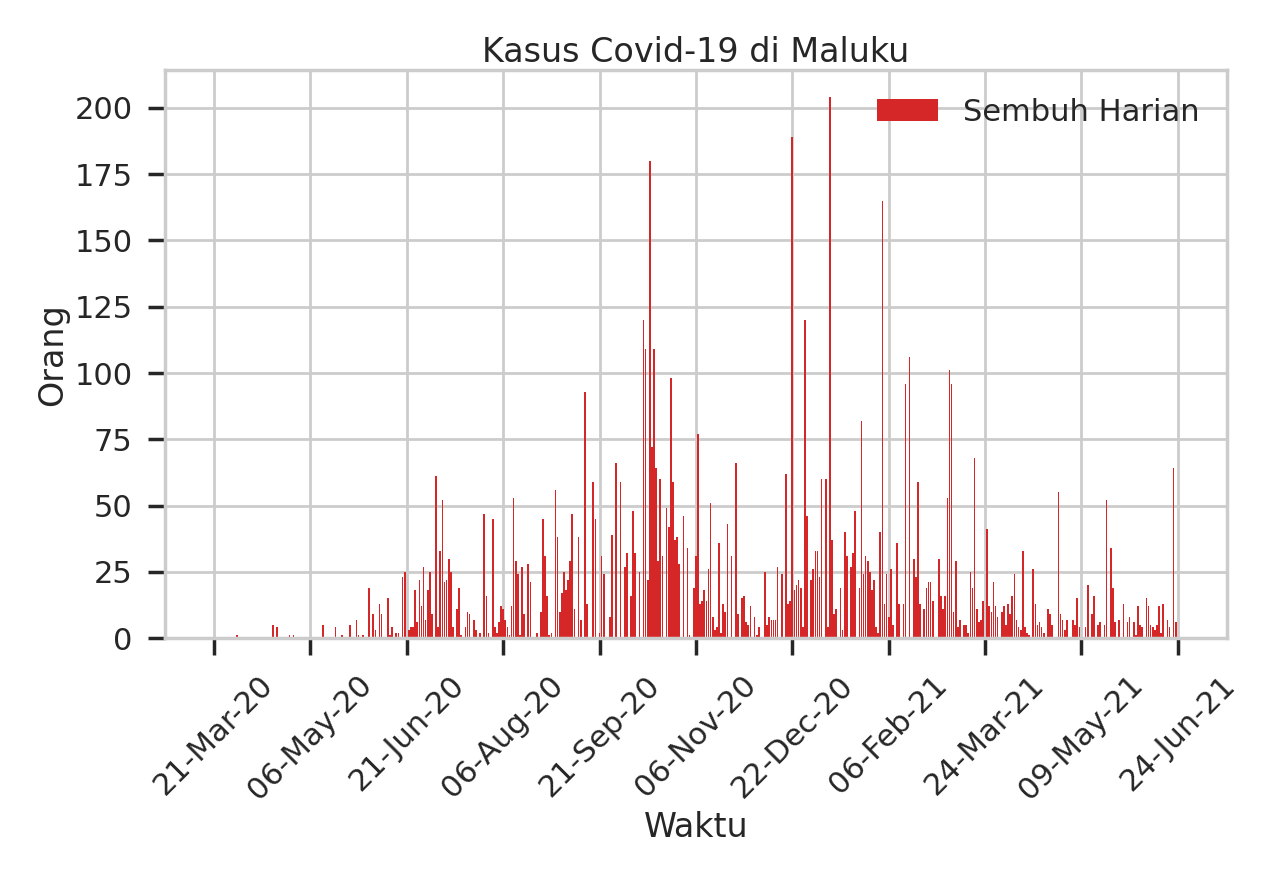 Kasus Covid-19 di Maluku
Sembuh Harian
200
175
150
125
100
75
50
25
0
Orang
21-Mar-20
06-May-20
21-Jun-20
06-Aug-20
21-Sep-20
06-Nov-20
22-Dec-20
06-Feb-21
24-Mar-21
09-May-21
24-Jun-21
Waktu